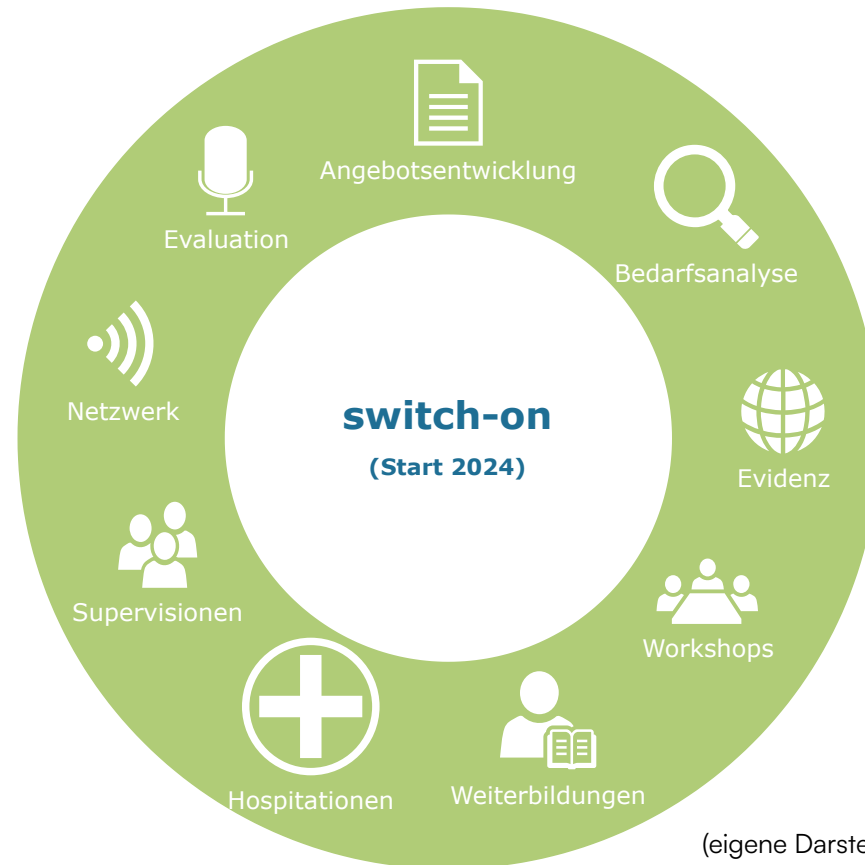 Angebotsentwicklung
Bedarfsanalyse
Evidenz
Workshops
Weiterbildungen
Hospitationen
Supervisionen
Netzwerk
Evaluation
switch-on
(Start 2024)
(eigene Darste